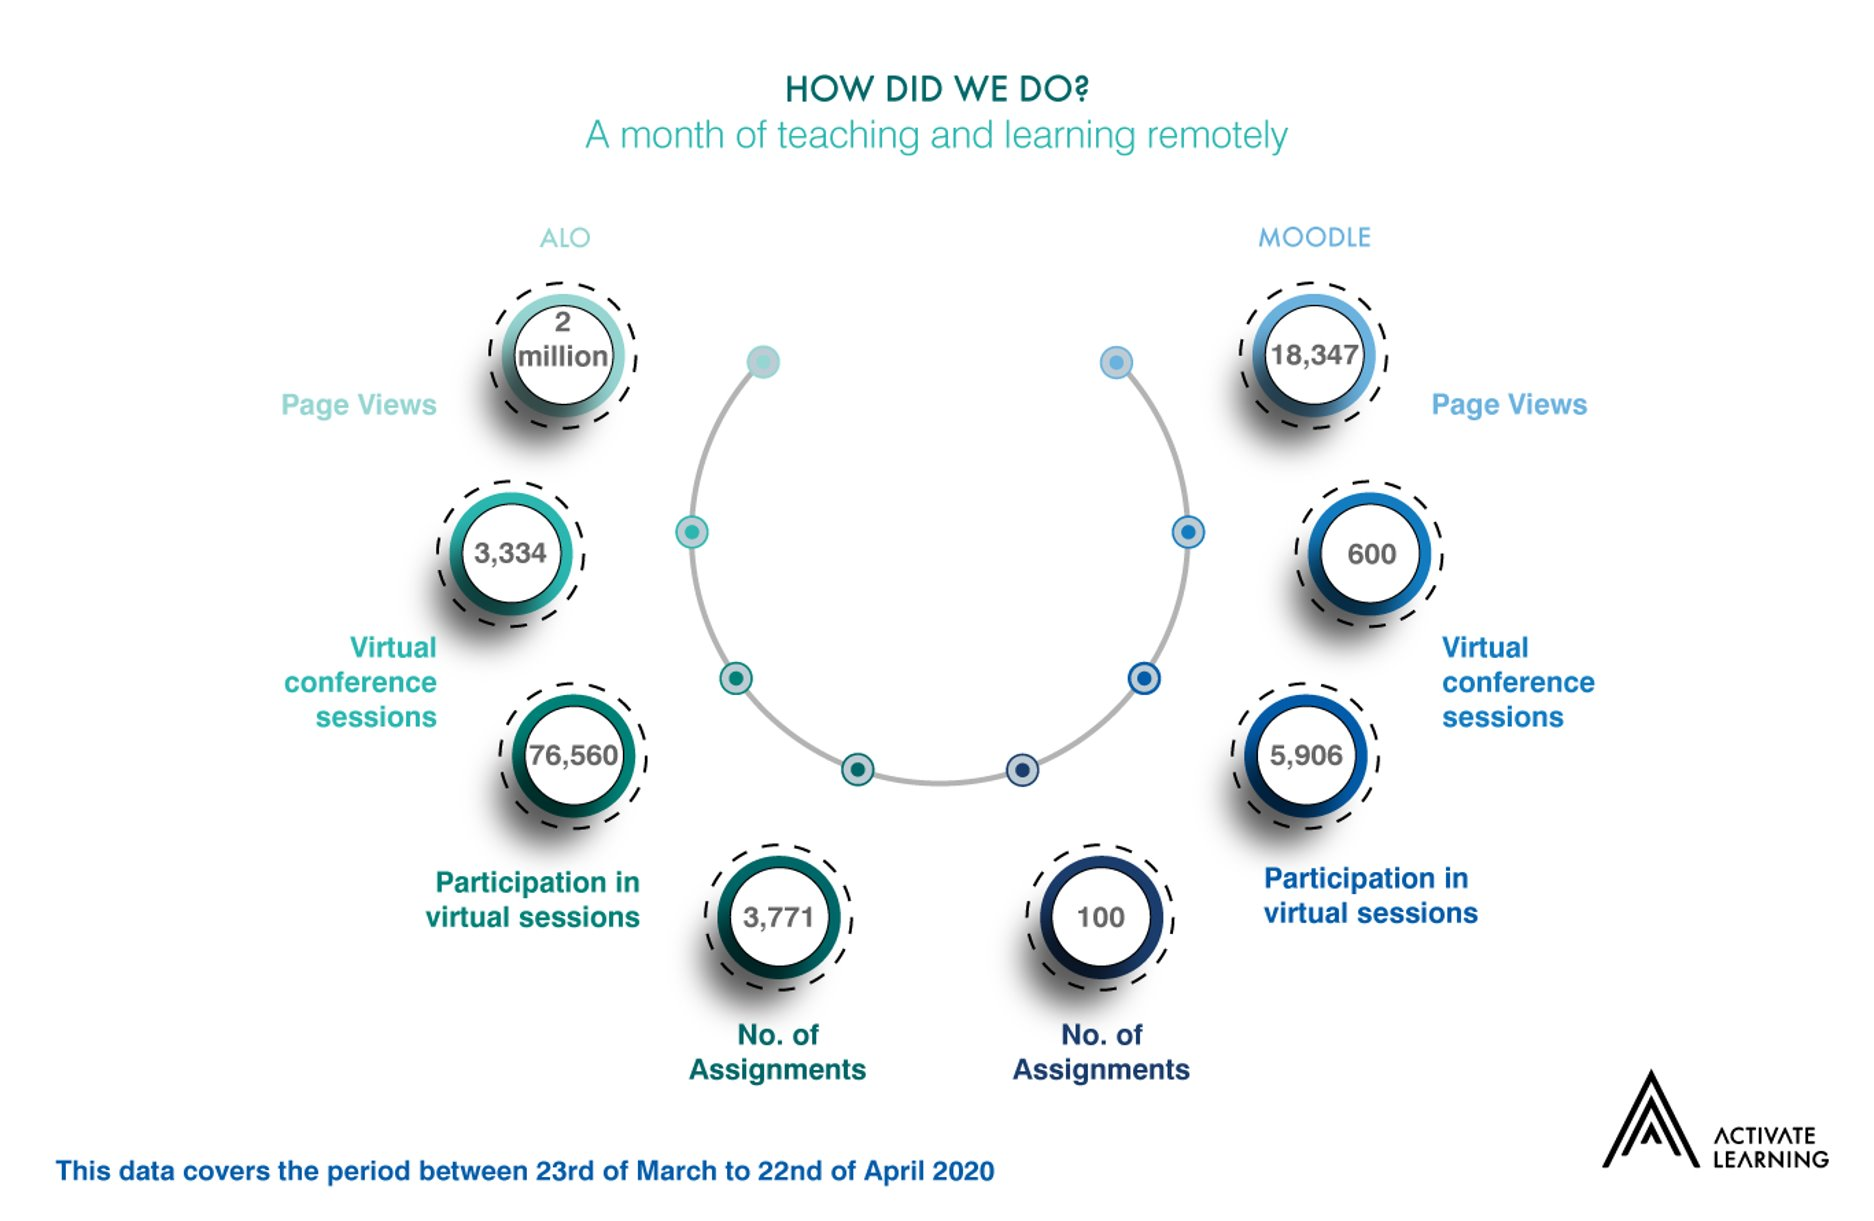 HOW DID WE DO?
A month of teaching and learning remotely
ALO
2
million
Page Views
3,334
Virtual
conference
sessions
76,560
Participation in
virtual sessions
3,771
No. of
Assignments
MOODLE
18,347
Page Views
600
Virtual
conference
sessions
5,906
Participation in
virtual sessions
100
No. of
Assignments
This data covers the period between 23rd of March to 22nd of April 2020
ACTIVATE
LEARNING